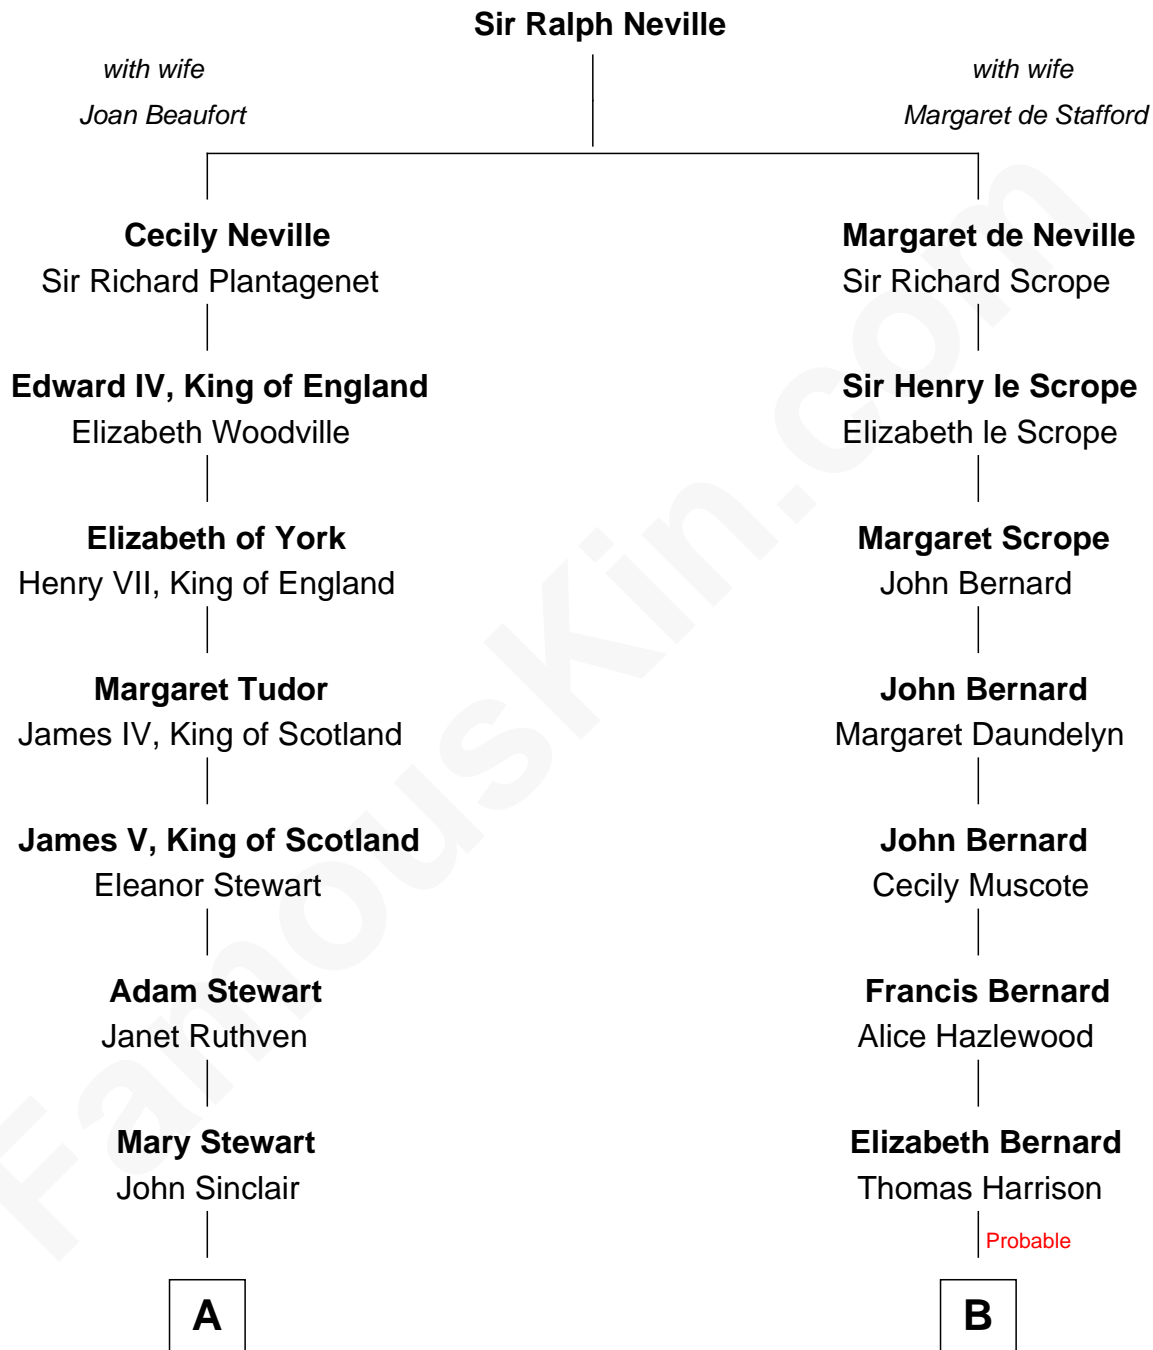 Sir Ralph Neville
with wife
Joan Beaufort
with wife
Margaret de Stafford
Cecily Neville
Sir Richard Plantagenet
Margaret de Neville
Sir Richard Scrope
Edward IV, King of England
Elizabeth Woodville
Sir Henry le Scrope
Elizabeth le Scrope
Elizabeth of York
Henry VII, King of England
Margaret Scrope
John Bernard
Margaret Tudor
James IV, King of Scotland
John Bernard
Margaret Daundelyn
James V, King of Scotland
Eleanor Stewart
John Bernard
Cecily Muscote
Adam Stewart
Janet Ruthven
Francis Bernard
Alice Hazlewood
Mary Stewart
John Sinclair
Elizabeth Bernard
Thomas Harrison
Probable
A
B
FamousKin.com